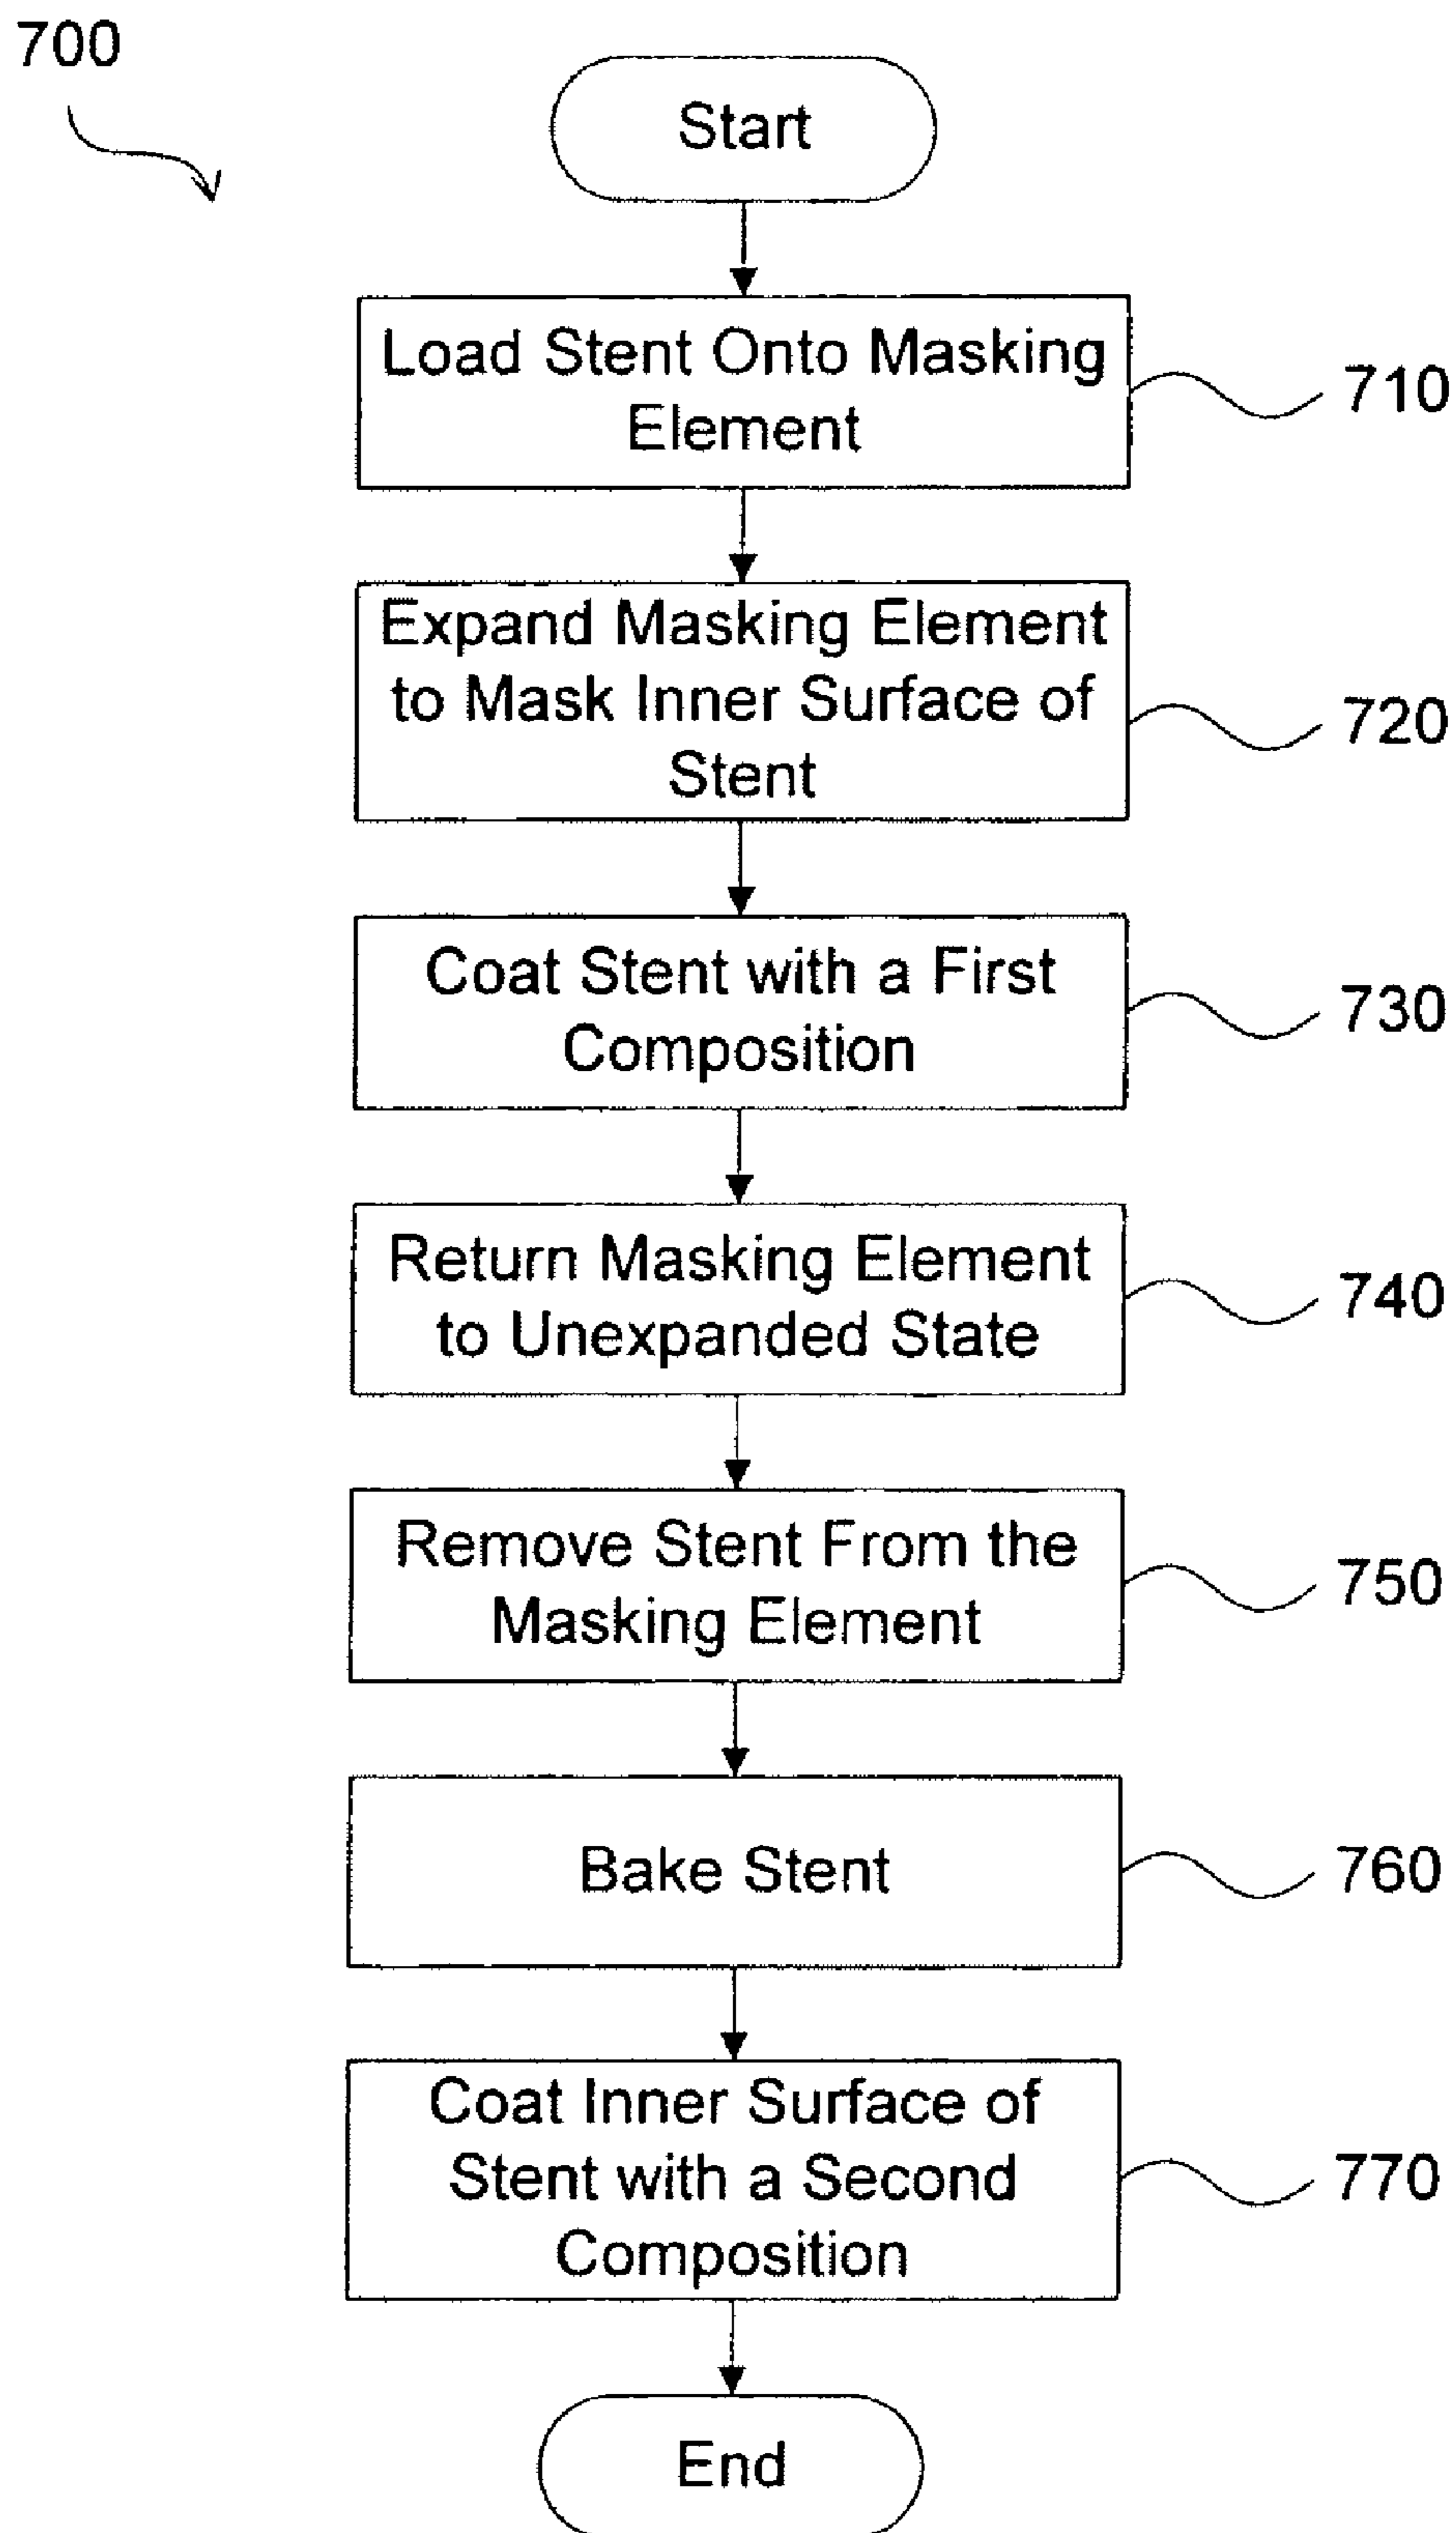 700
Start
Load Stent Onto Masking
Element
710
Expand Masking Element
to Mask Inner Surface of
Stent
720
Coat Stent with a First
Composition
730
Return Masking Element
to Unexpanded State
740
Remove Stent From the
Masking Element
750
Bake Stent
760
Coat Inner Surface of
Stent with a Second
Composition
770
End